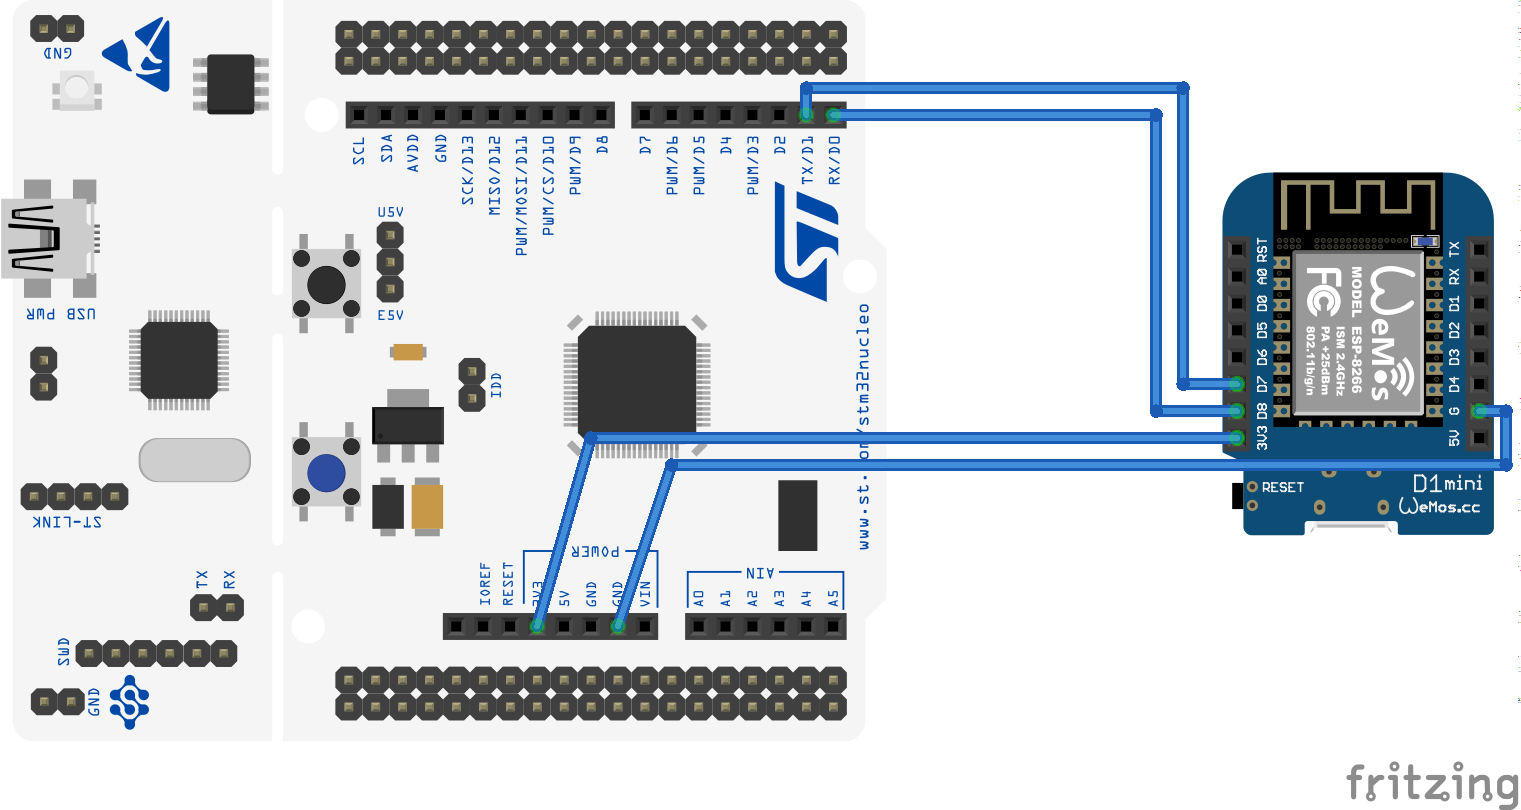 GND
SCL
SDA
AVDD
GND
SCK/D13
MISO/D12
PWM/MOSI/D11
PWM/CS/D10
PWM/D9
D8
D7
PWM/D6
PWM/D5
D4
PWM/D3
D2
TX/D1
RX/D0
U5V
E5V
USB PWR
IDD
ST-LINK
TX
RX
SWD
GND
www.st.com/stm32nucleo
POWER
IOREF
RESET
3V3
5V
GND
GND
VIN
AIN
A0
A1
A2
A3
A4
A5
RST
A0
D0
D5
D6
D7
D8
3V3
TX
RX
D1
D2
D3
D4
G
5V
WeMos
MODEL ESP-8266
ISM 2.4GHz
PA +25dBm
802.11b/g/n
FC
RESET
D1mini
WeMos.cc
fritzing